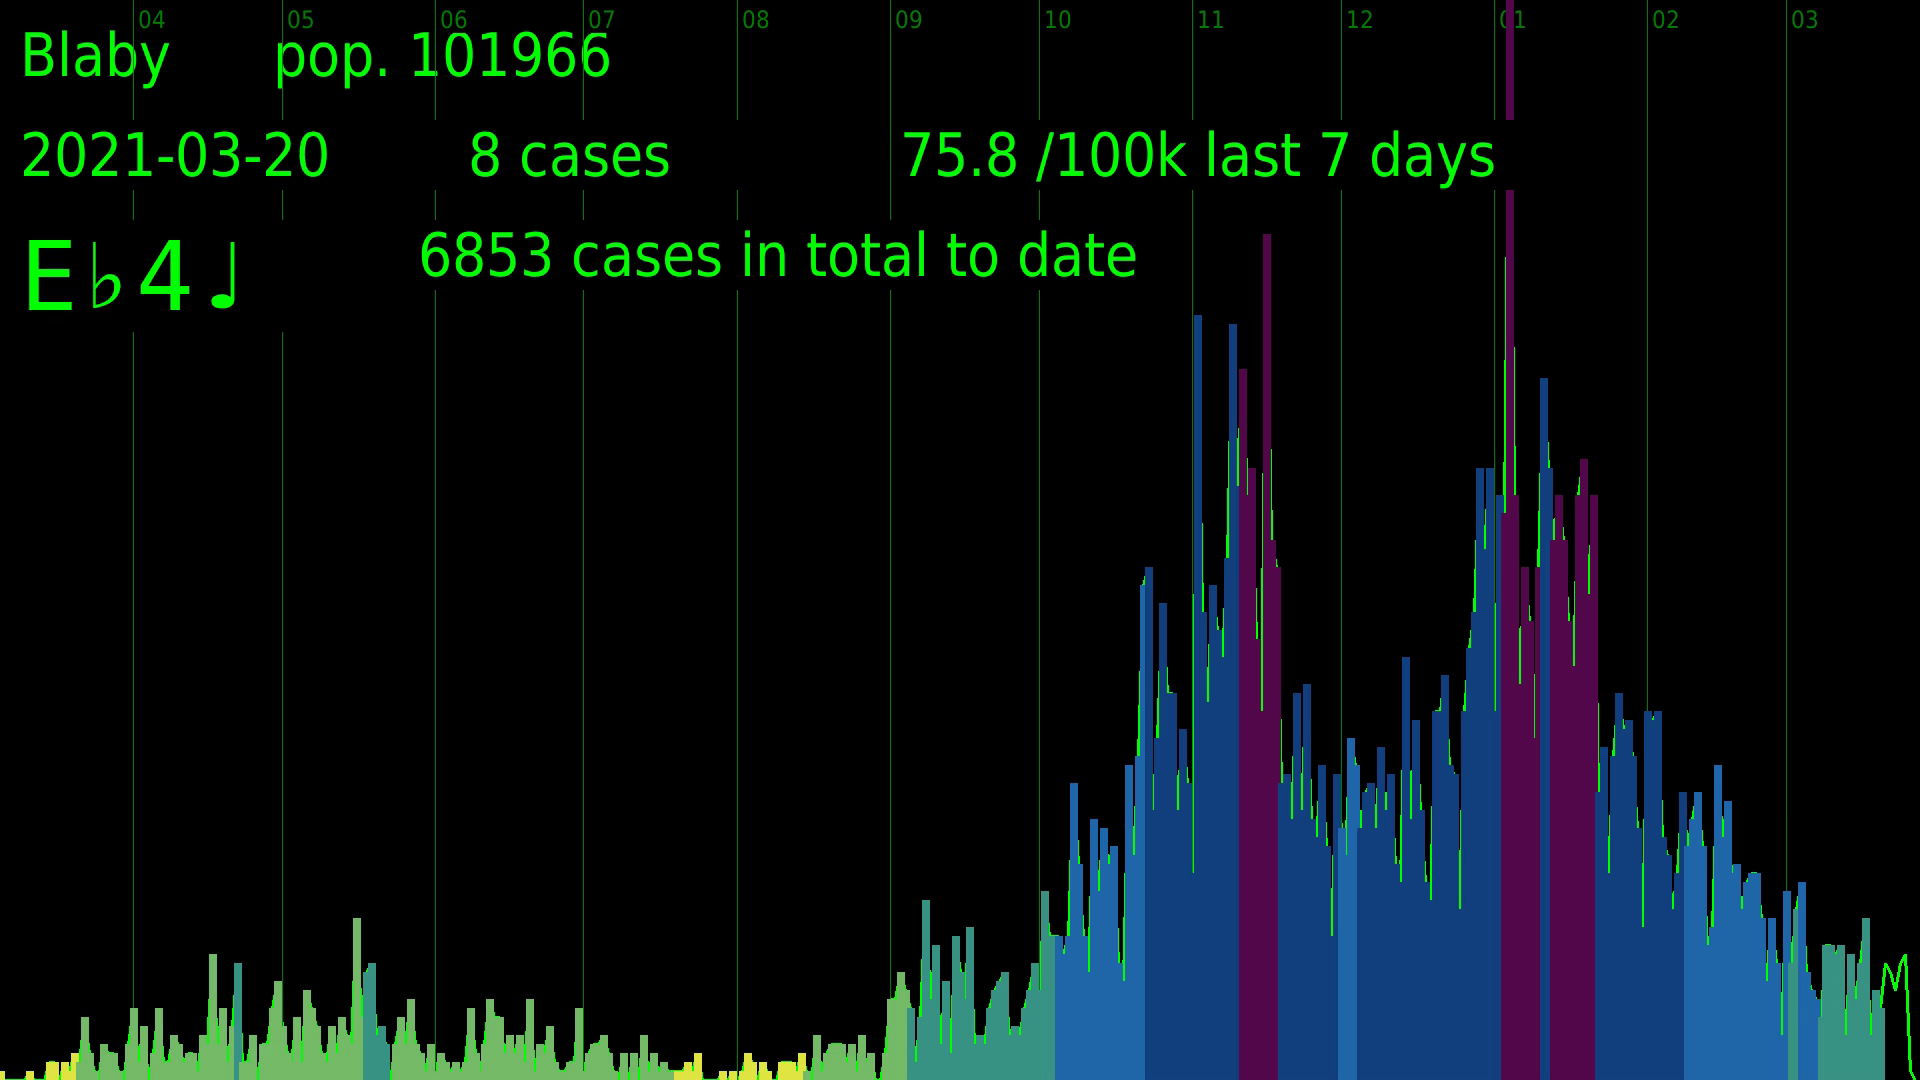 04 05 06 07 08 09 10 11 12 01 02 03
Blaby pop. 101966
2021-03-20 8 cases 75.8 /100k last 7 days
E♭4♩ 6853 cases in total to date